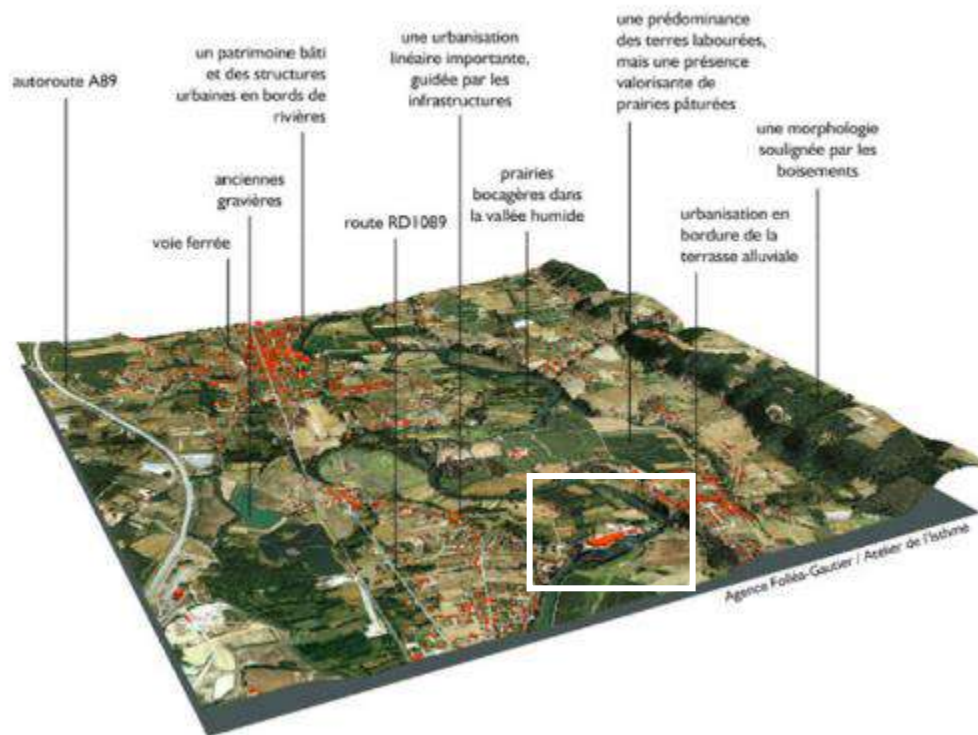 autoroute A89
un patrimoine bâti
et des structures
urbaines en bords de
rivières
une urbanisation
linéaire importante,
guidée par les
infrastructures
une prédominance
des terres labourées,
mais une présence
valorisante de
prairies pâturées
une morphologie
soulignée par les
boisements
anciennes
gravières
prairies
bocagères dans
la vallée humide
voie ferrée
route RD1089
urbanisation en
bordure de la
terrasse alluviale
Agence Folléa-Gautier / Atelier de l'Isthme